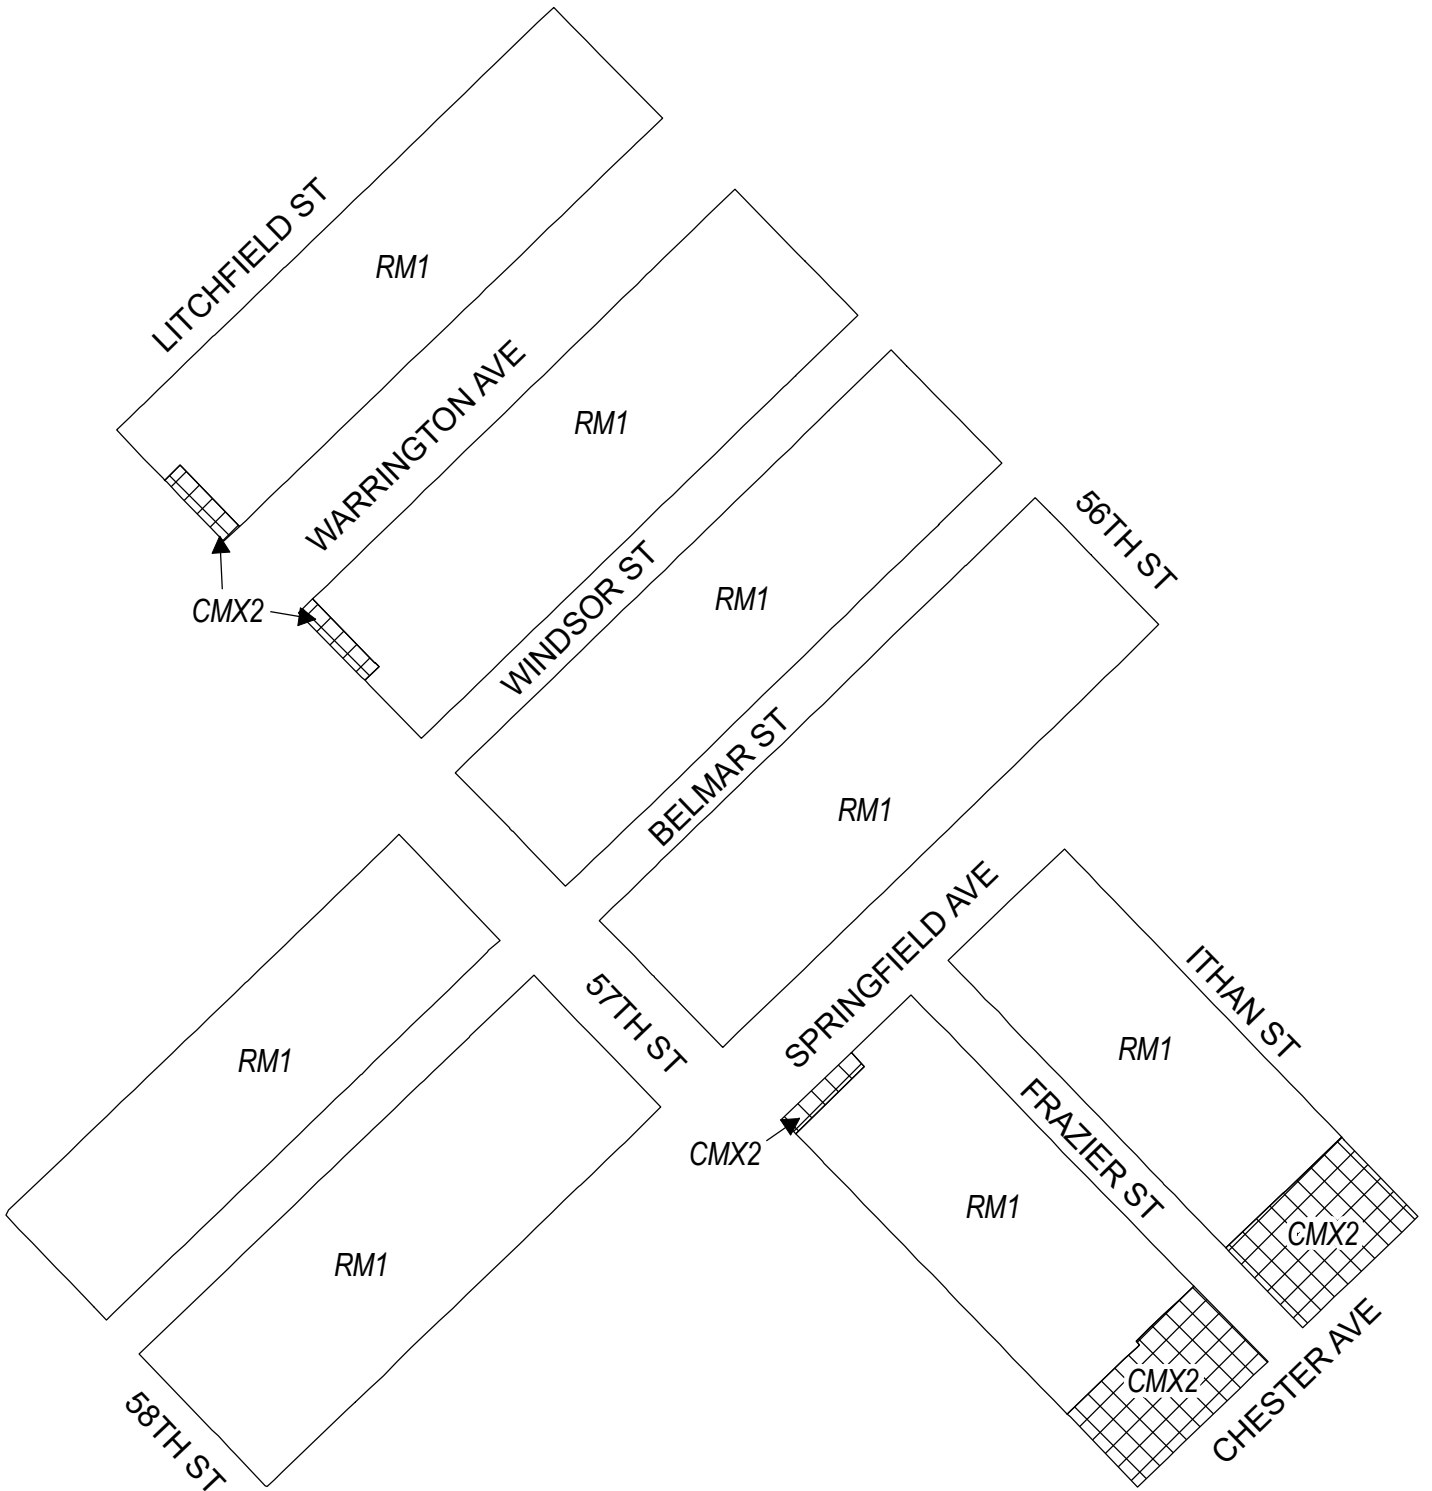 LITCHFIELD ST
RM1
WARRINGTON AVE
RM1
CMX2
WINDSOR ST
RM1
56TH ST
BELMAR ST
RM1
SPRINGFIELD AVE
57TH ST
ITHAN ST
RM1
RM1
FRAZIER ST
CMX2
RM1
RM1
CMX2
CMX2
CHESTER AVE
58TH ST